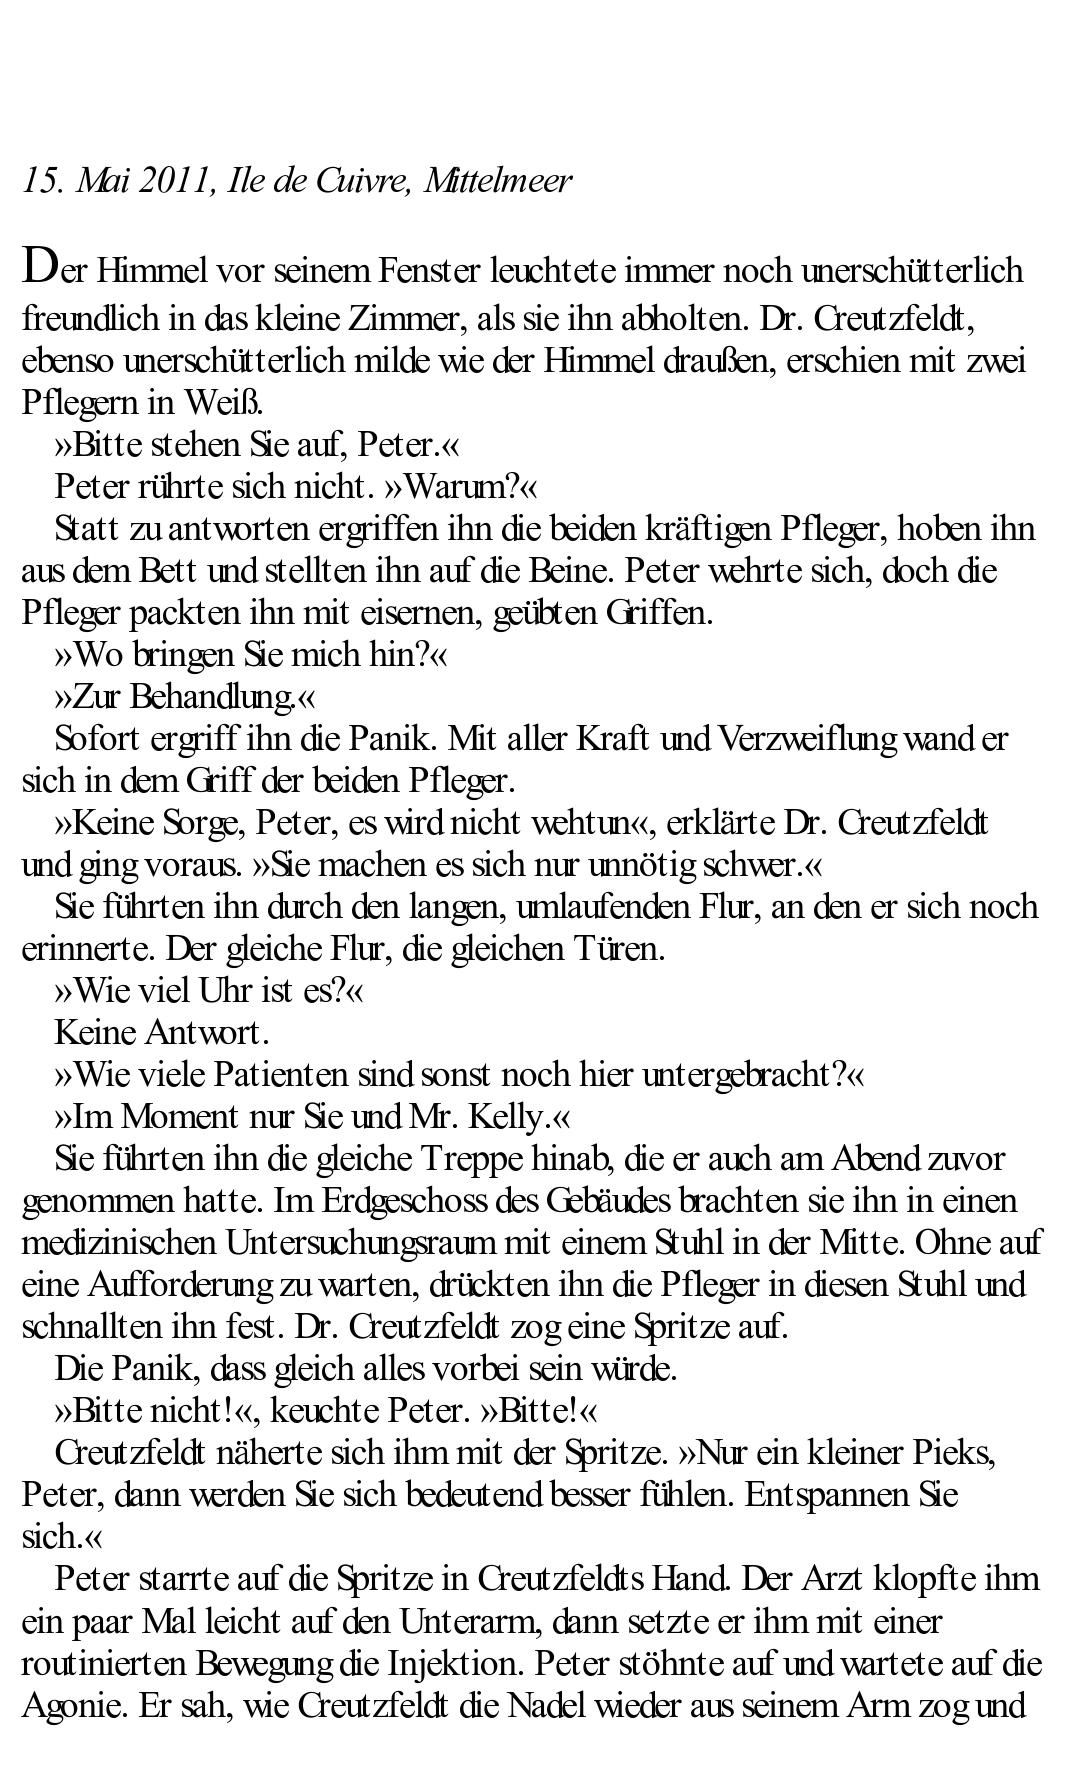 15. Mai 2011, Ile de Cuivre, Mittelmeer
Der Himmel vor seinem Fenster leuchtete immer noch unerschütterlich
freundlich in das kleine Zimmer, als sie ihn abholten. Dr. Creutzfeldt,
ebenso unerschütterlich milde wie der Himmel draußen, erschien mit zwei
Pflegern in Weiß.
»Bitte stehen Sie auf, Peter.«
Peter rührte sich nicht. »Warum?«
Statt zu antworten ergriffen ihn die beiden kräftigen Pfleger, hoben ihn
aus dem Bett und stellten ihn auf die Beine. Peter wehrte sich, doch die
Pfleger packten ihn mit eisernen, geübten Griffen.
»Wo bringen Sie mich hin?«
»Zur Behandlung.«
Sofort ergriff ihn die Panik. Mit aller Kraft und Verzweiflung wand er
sich in dem Griff der beiden Pfleger.
»Keine Sorge, Peter, es wird nicht wehtun«, erklärte Dr. Creutzfeldt
und ging voraus. »Sie machen es sich nur unnötig schwer.«
Sie führten ihn durch den langen, umlaufenden Flur, an den er sich noch
erinnerte. Der gleiche Flur, die gleichen Türen.
»Wie viel Uhr ist es?«
Keine Antwort.
»Wie viele Patienten sind sonst noch hier untergebracht?«
»Im Moment nur Sie und Mr. Kelly.«
Sie führten ihn die gleiche Treppe hinab, die er auch am Abend zuvor
genommen hatte. Im Erdgeschoss des Gebäudes brachten sie ihn in einen
medizinischen Untersuchungsraum mit einem Stuhl in der Mitte. Ohne auf
eine Aufforderung zu warten, drückten ihn die Pfleger in diesen Stuhl und
schnallten ihn fest. Dr. Creutzfeldt zog eine Spritze auf.
Die Panik, dass gleich alles vorbei sein würde.
»Bitte nicht!«, keuchte Peter. »Bitte!«
Creutzfeldt näherte sich ihm mit der Spritze. »Nur ein kleiner Pieks,
Peter, dann werden Sie sich bedeutend besser fühlen. Entspannen Sie
sich.«
Peter starrte auf die Spritze in Creutzfeldts Hand. Der Arzt klopfte ihm
ein paar Mal leicht auf den Unterarm, dann setzte er ihm mit einer
routinierten Bewegung die Injektion. Peter stöhnte auf und wartete auf die
Agonie. Er sah, wie Creutzfeldt die Nadel wieder aus seinem Arm zog und